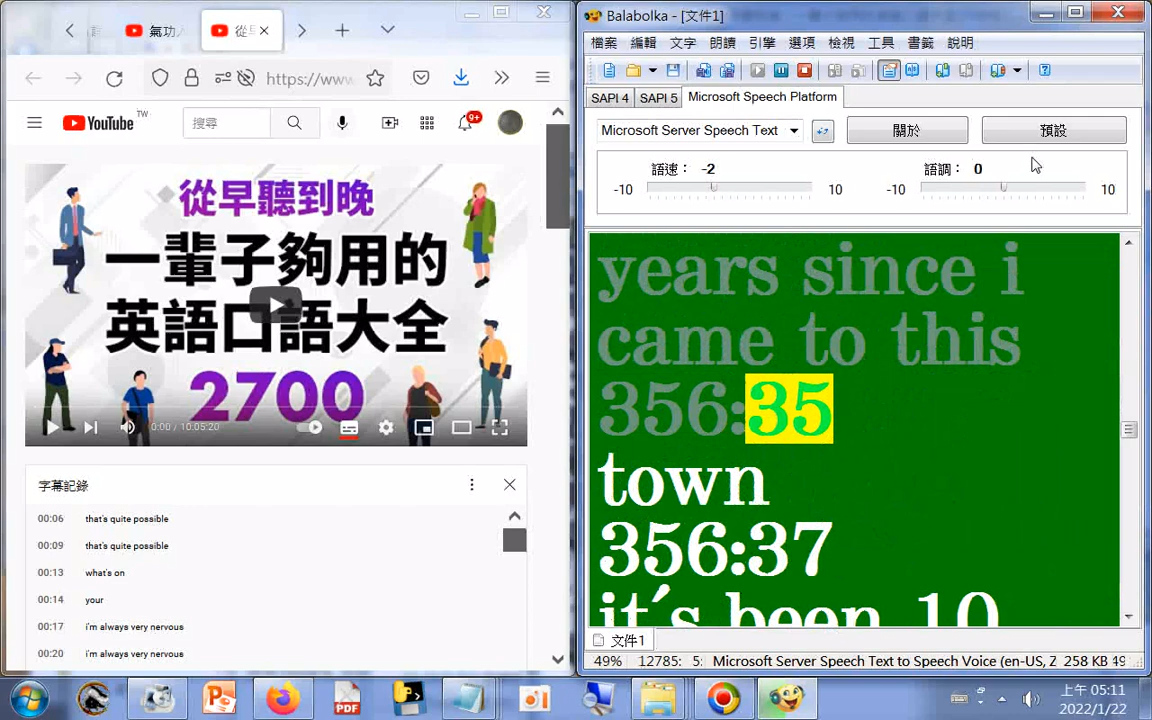 氣功
從早
https://www
YouTube TW
搜尋
9+
從早聽到晚
一輩子夠用的
英語口語大全
2700
0:00 / 10:05:20
字幕記錄
00:06 that's quite possible
00:09 that's quite possible
00:13 what's on
00:14 your
00:17 i'm always very nervous
00:20 i'm always very nervous
Balabolka - [文件1]
檔案 編輯 文字 朗讀 引擎 選項 檢視 工具 書籤 說明
SAPI 4 SAPI 5 Microsoft Speech Platform
Microsoft Server Speech Text 關於 預設
語速： -2 語調： 0
-10 10 -10 10
years since i
came to this
356:35
town
356:37
it's been 10
文件1
49% 12785: 5: Microsoft Server Speech Text to Speech Voice (en-US, Z 258 KB 49
PDF
上午 05:11
2022/1/22